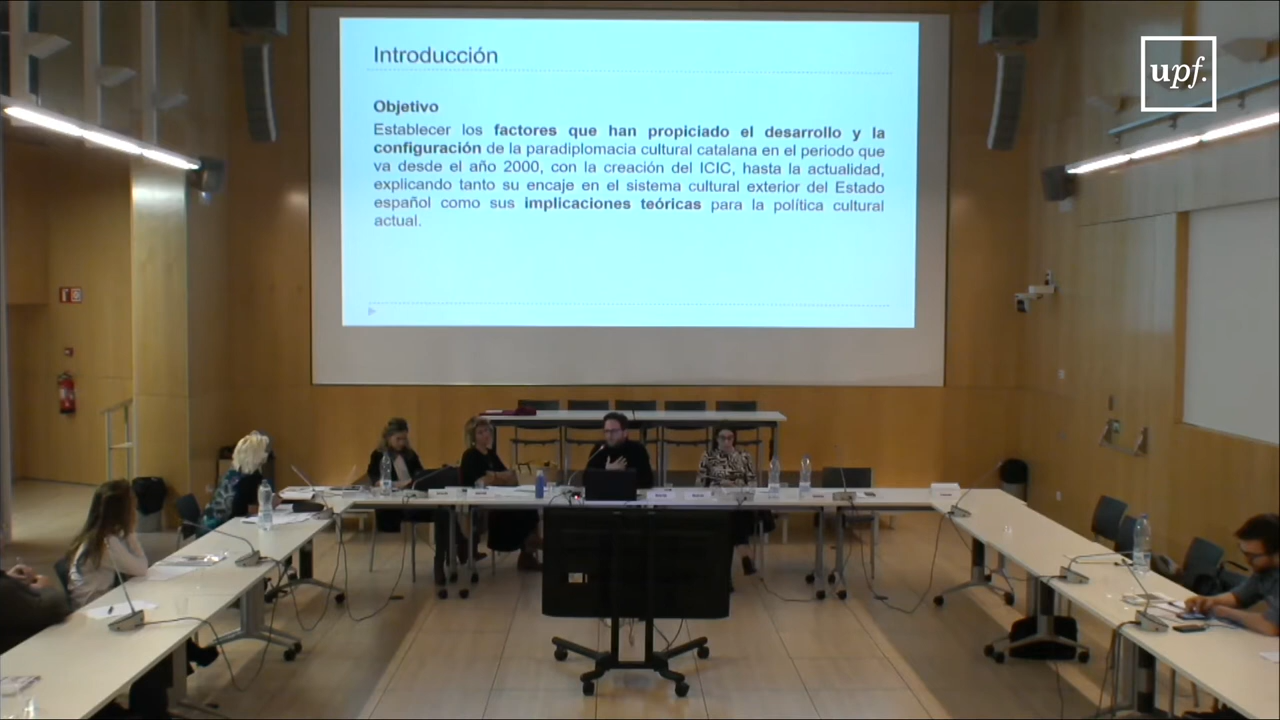 Introducción
upf.
Objetivo
Establecer los factores que han propiciado el desarrollo y la
configuración de la paradiplomacia cultural catalana en el periodo que
va desde el año 2000, con la creación del ICIC, hasta la actualidad,
explicando tanto su encaje en el sistema cultural exterior del Estado
español como sus implicaciones teóricas para la política cultural
actual.